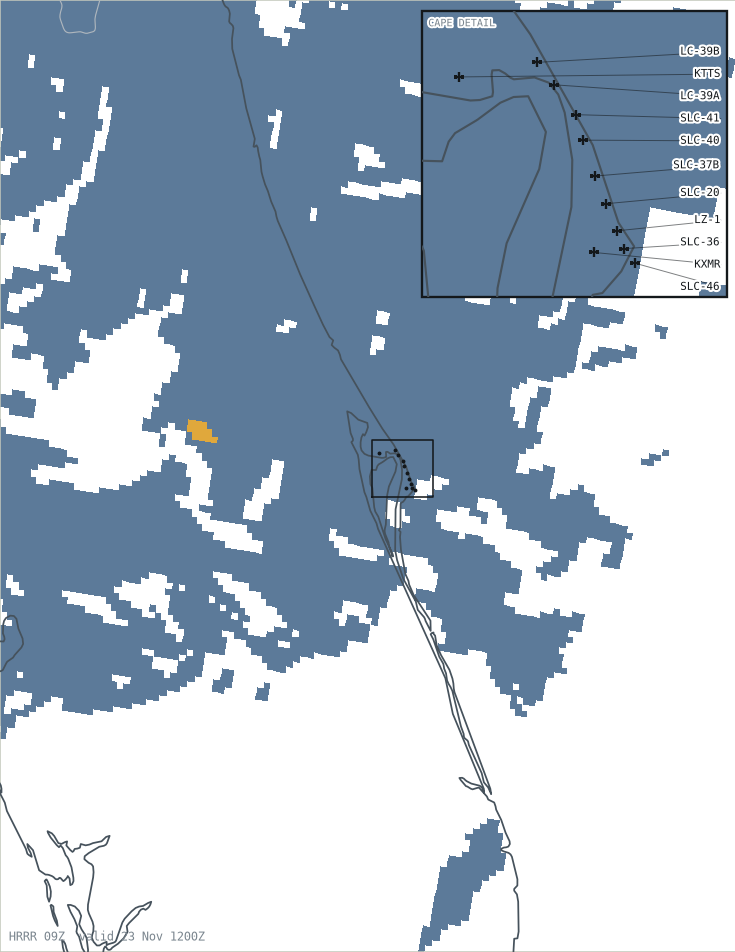 CAPE DETAIL
LC-39B
KTTS
LC-39A
SLC-41
SLC-40
SLC-37B
SLC-20
LZ-1
SLC-36
KXMR
SLC-46
HRRR 09Z valid 23 Nov 1200Z